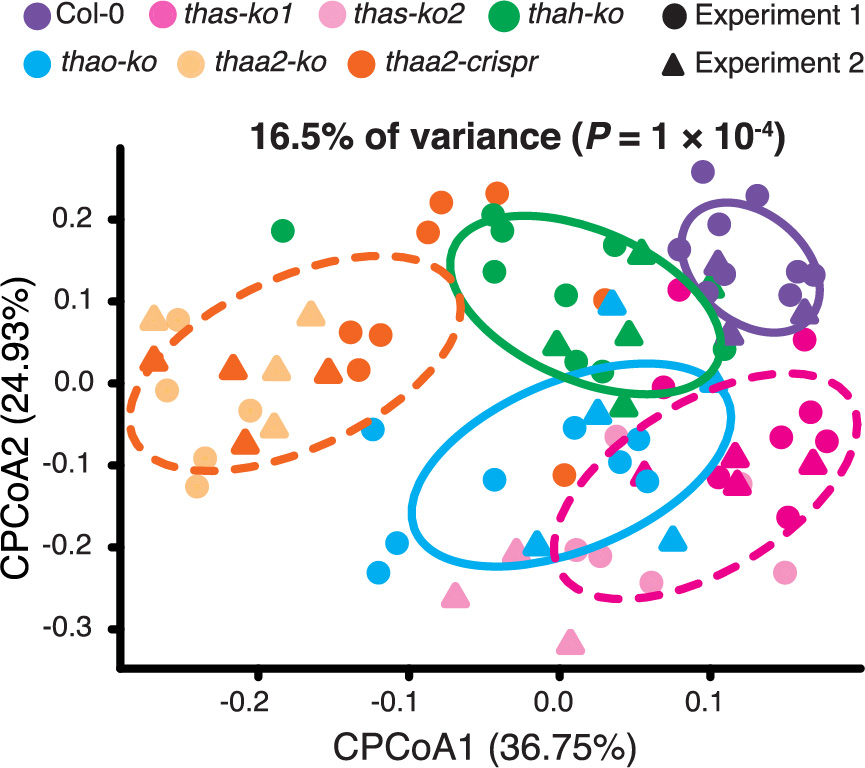 Col-0 thas-ko1 thas-ko2 thah-ko Experiment 1
thao-ko thaa2-ko thaa2-crispr Experiment 2
16.5% of variance (P = 1 × 10-4)
CPCoA2 (24.93%)
0.2
0.1
0.0
-0.1
-0.2
-0.3
-0.2 -0.1 0.0 0.1
CPCoA1 (36.75%)